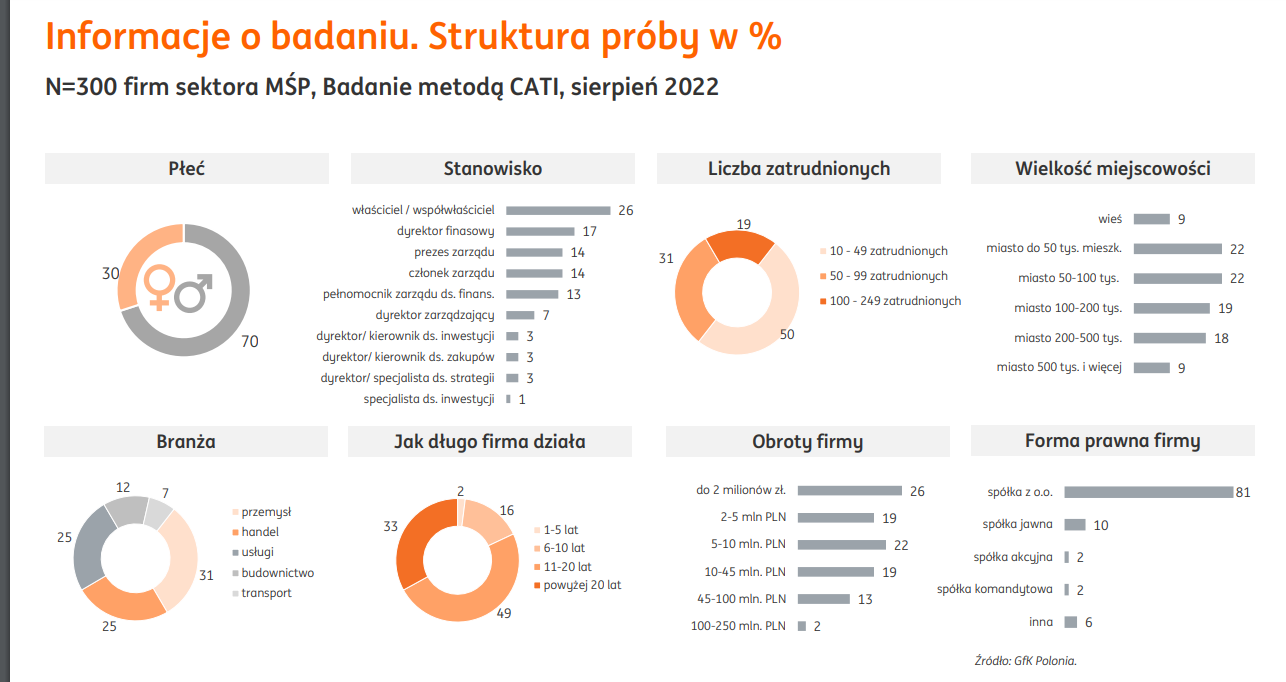 Informacje o badaniu. Struktura próby w %
N=300 firm sektora MŚP, Badanie metodą CATI, sierpień 2022
Płeć
30
70
Stanowisko
właściciel / współwłaściciel 26
dyrektor finasowy 17
prezes zarządu 14
członek zarządu 14
pełnomocnik zarządu ds. finans. 13
dyrektor zarządzający 7
dyrektor/ kierownik ds. inwestycji 3
dyrektor/ kierownik ds. zakupów 3
dyrektor/ specjalista ds. strategii 3
specjalista ds. inwestycji 1
Liczba zatrudnionych
19
31
50
10 - 49 zatrudnionych
50 - 99 zatrudnionych
100 - 249 zatrudnionych
Wielkość miejscowości
wieś 9
miasto do 50 tys. mieszk. 22
miasto 50-100 tys. 22
miasto 100-200 tys. 19
miasto 200-500 tys. 18
miasto 500 tys. i więcej 9
Branża
12
7
25
31
25
przemysł
handel
usługi
budownictwo
transport
Jak długo firma działa
2
16
33
49
1-5 lat
6-10 lat
11-20 lat
powyżej 20 lat
Obroty firmy
do 2 milionów zł. 26
2-5 mln PLN 19
5-10 mln. PLN 22
10-45 mln. PLN 19
45-100 mln. PLN 13
100-250 mln. PLN 2
Forma prawna firmy
spółka z o.o. 81
spółka jawna 10
spółka akcyjna 2
spółka komandytowa 2
inna 6
Źródło: GfK Polonia.